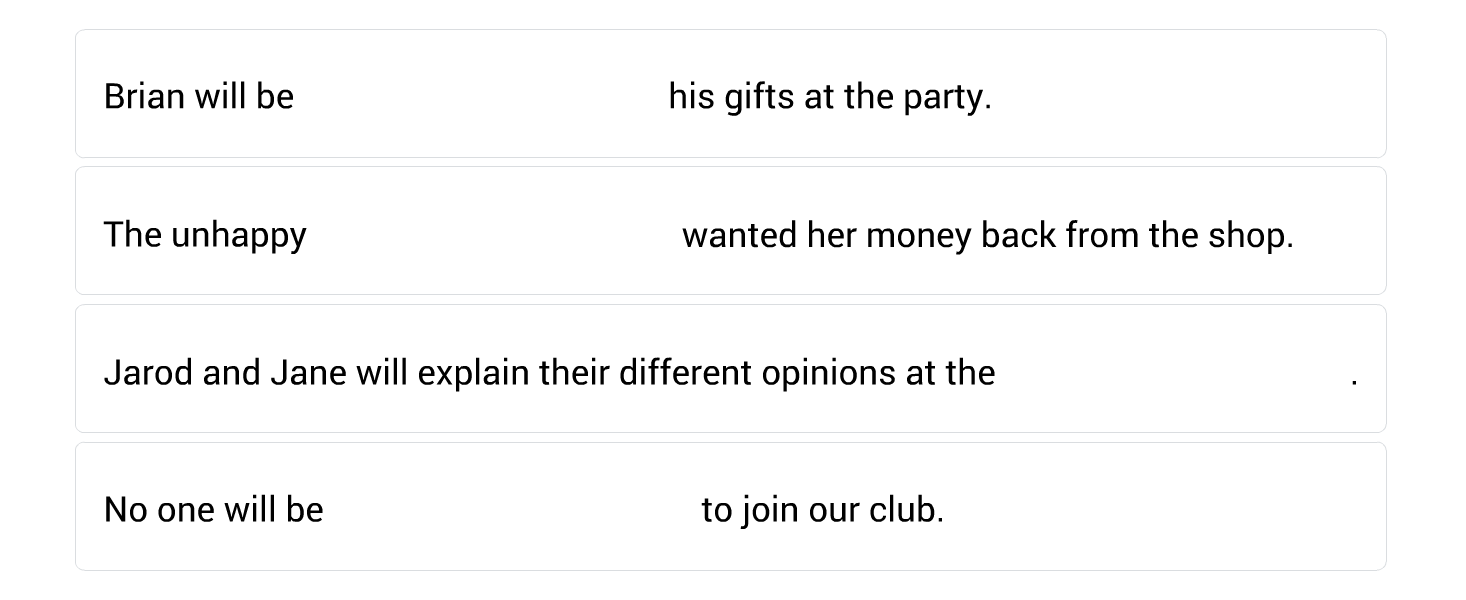 Brian will be his gifts at the party.
The unhappy wanted her money back from the shop.
Jarod and Jane will explain their different opinions at the .
No one will be to join our club.